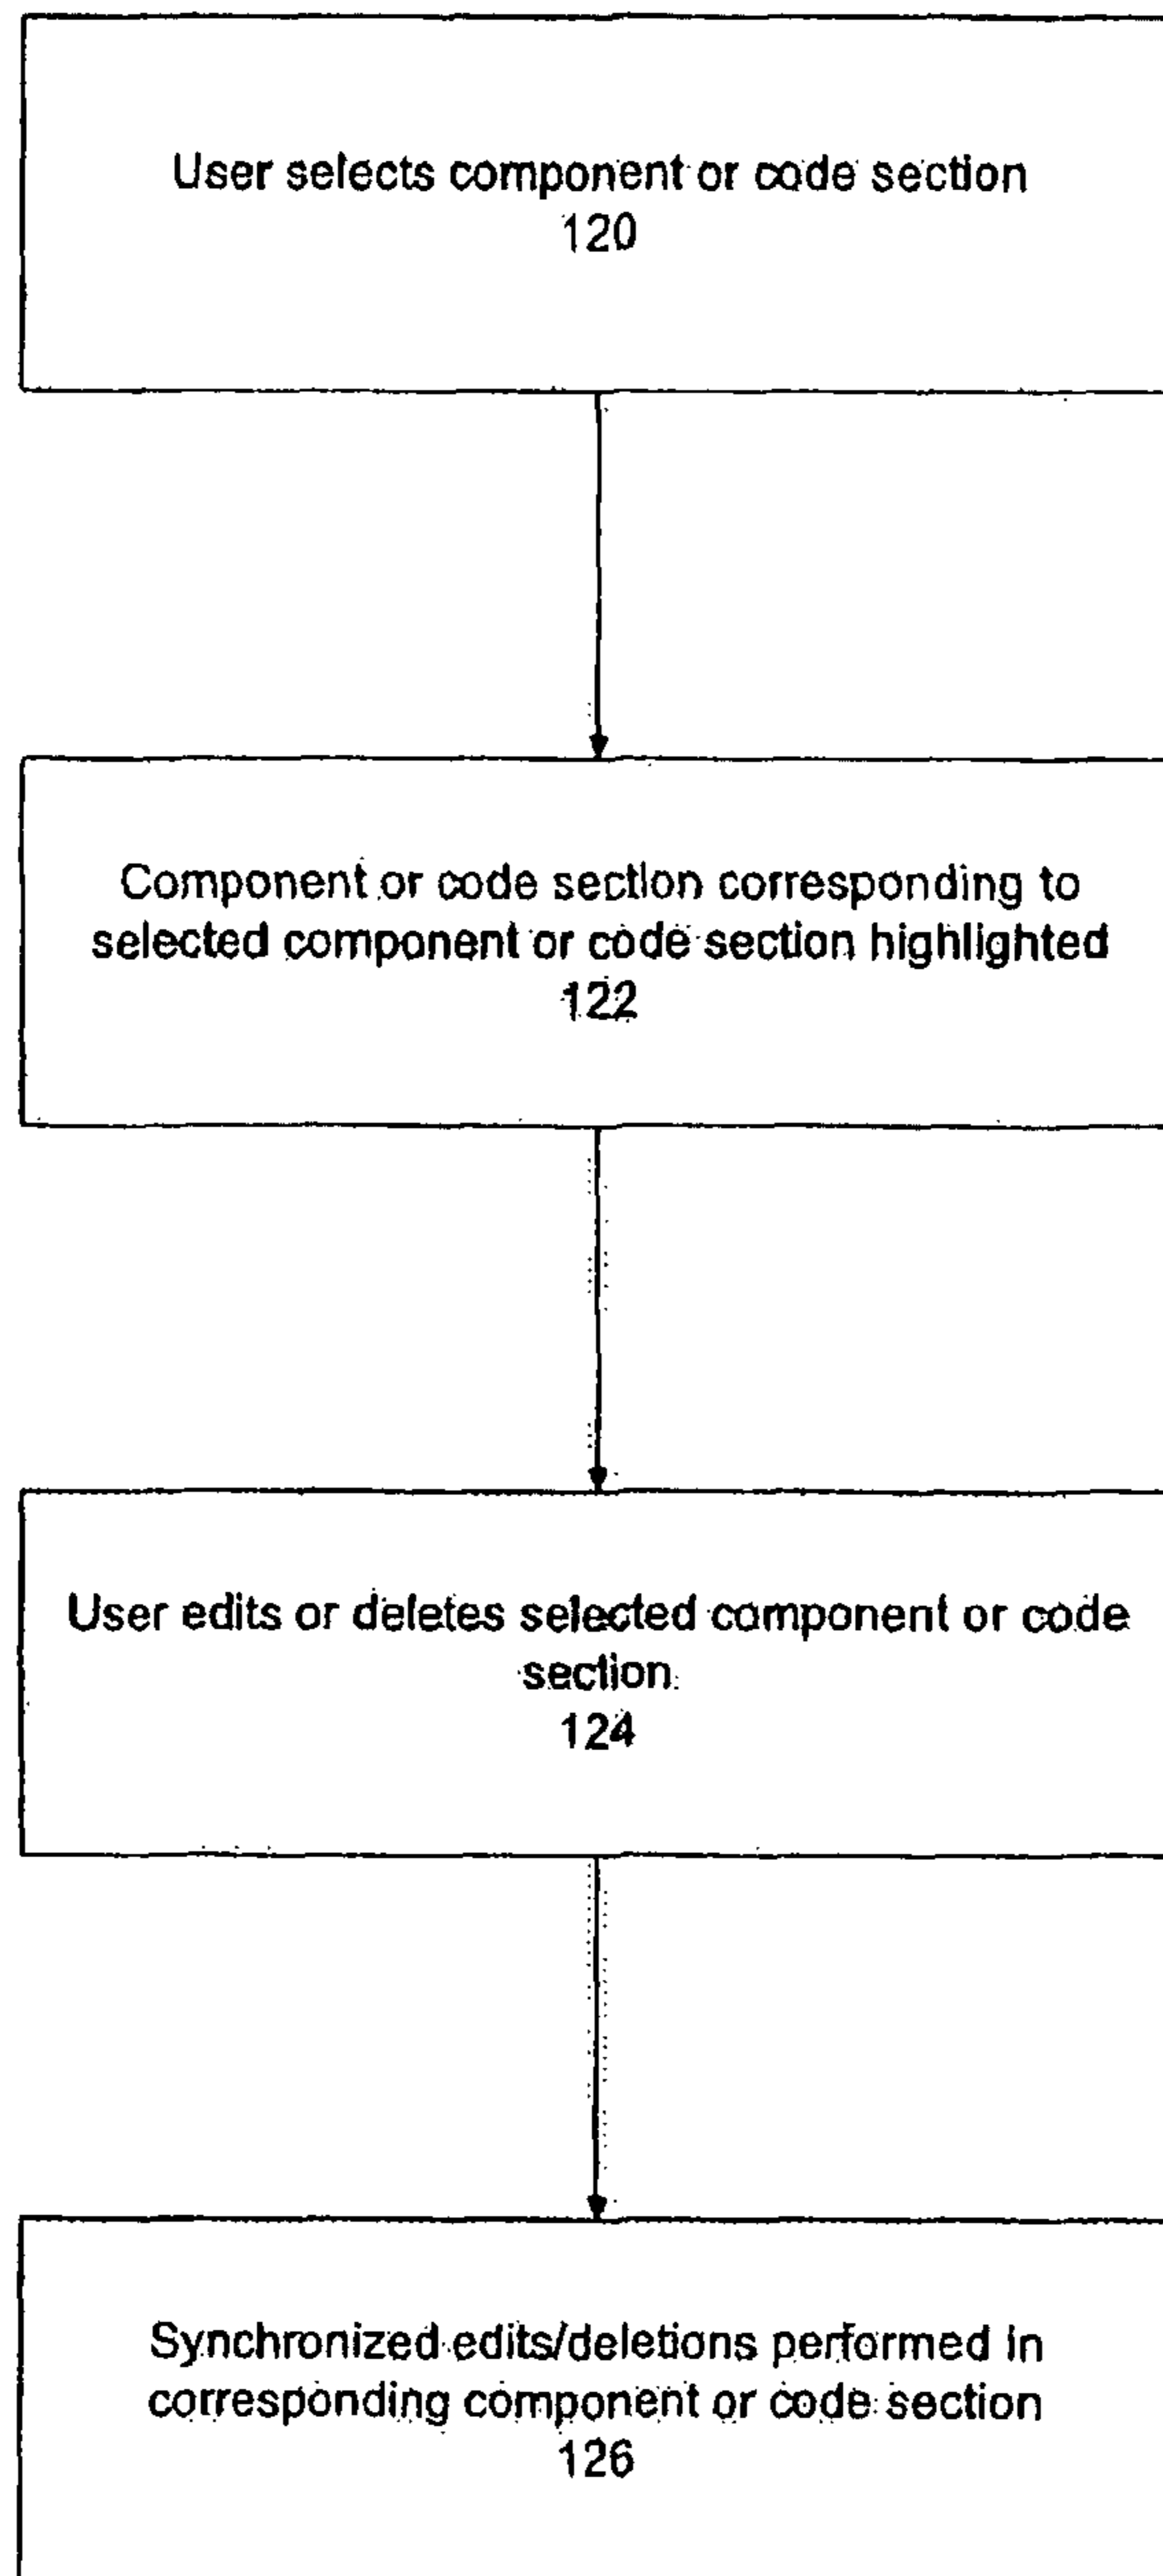 User selects component or code section
120
Component or code section corresponding to
selected component or code section highlighted
122
User edits or deletes selected component or code
section
124
Synchronized edits/deletions performed in
corresponding component or code section
126